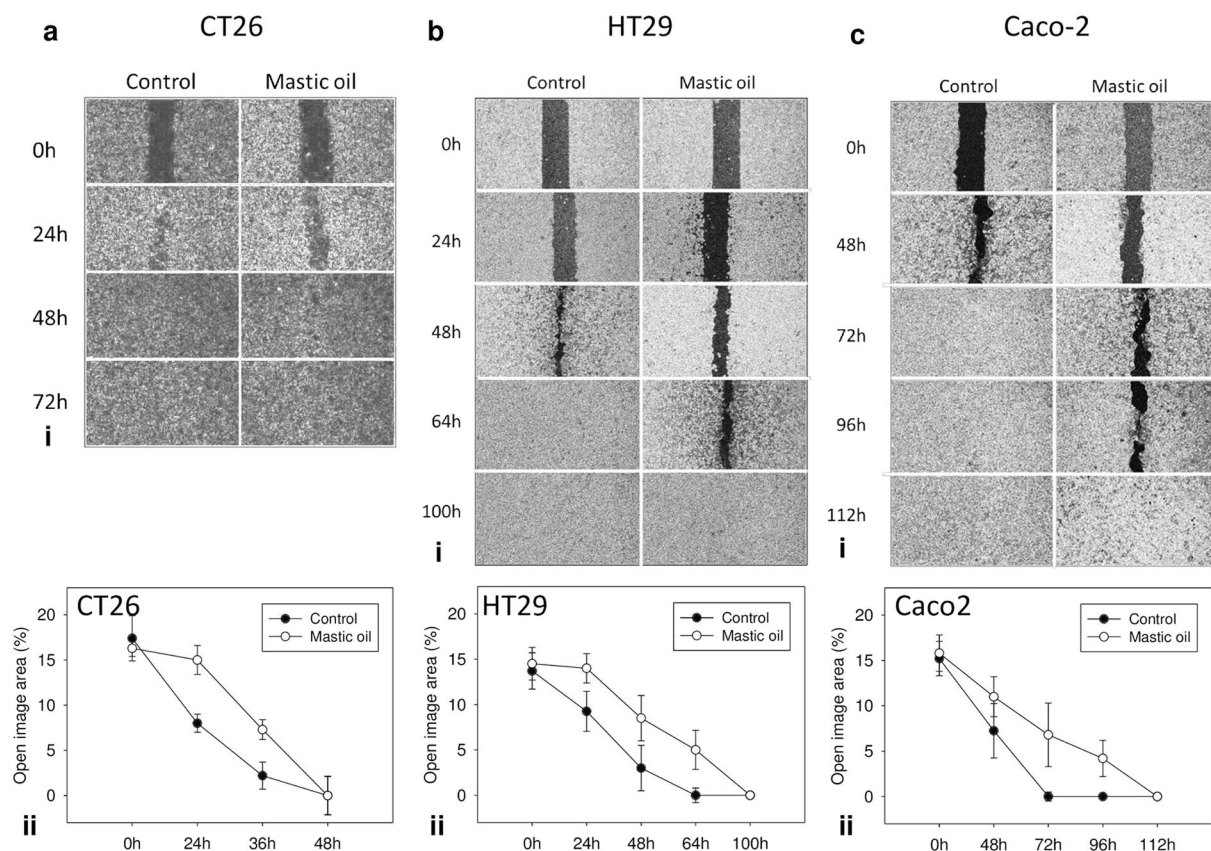 a
CT26
Control Mastic oil
0h
24h
48h
72h
i
b
HT29
Control Mastic oil
0h
24h
48h
64h
100h
i
c
Caco-2
Control Mastic oil
0h
48h
72h
96h
112h
i
CT26
Control
Mastic oil
Open image area (%)
20
15
10
5
0
0h 24h 36h 48h
ii
HT29
Control
Mastic oil
Open image area (%)
20
15
10
5
0
0h 24h 48h 64h 100h
ii
Caco2
Control
Mastic oil
Open image area (%)
20
15
10
5
0
0h 48h 72h 96h 112h
ii